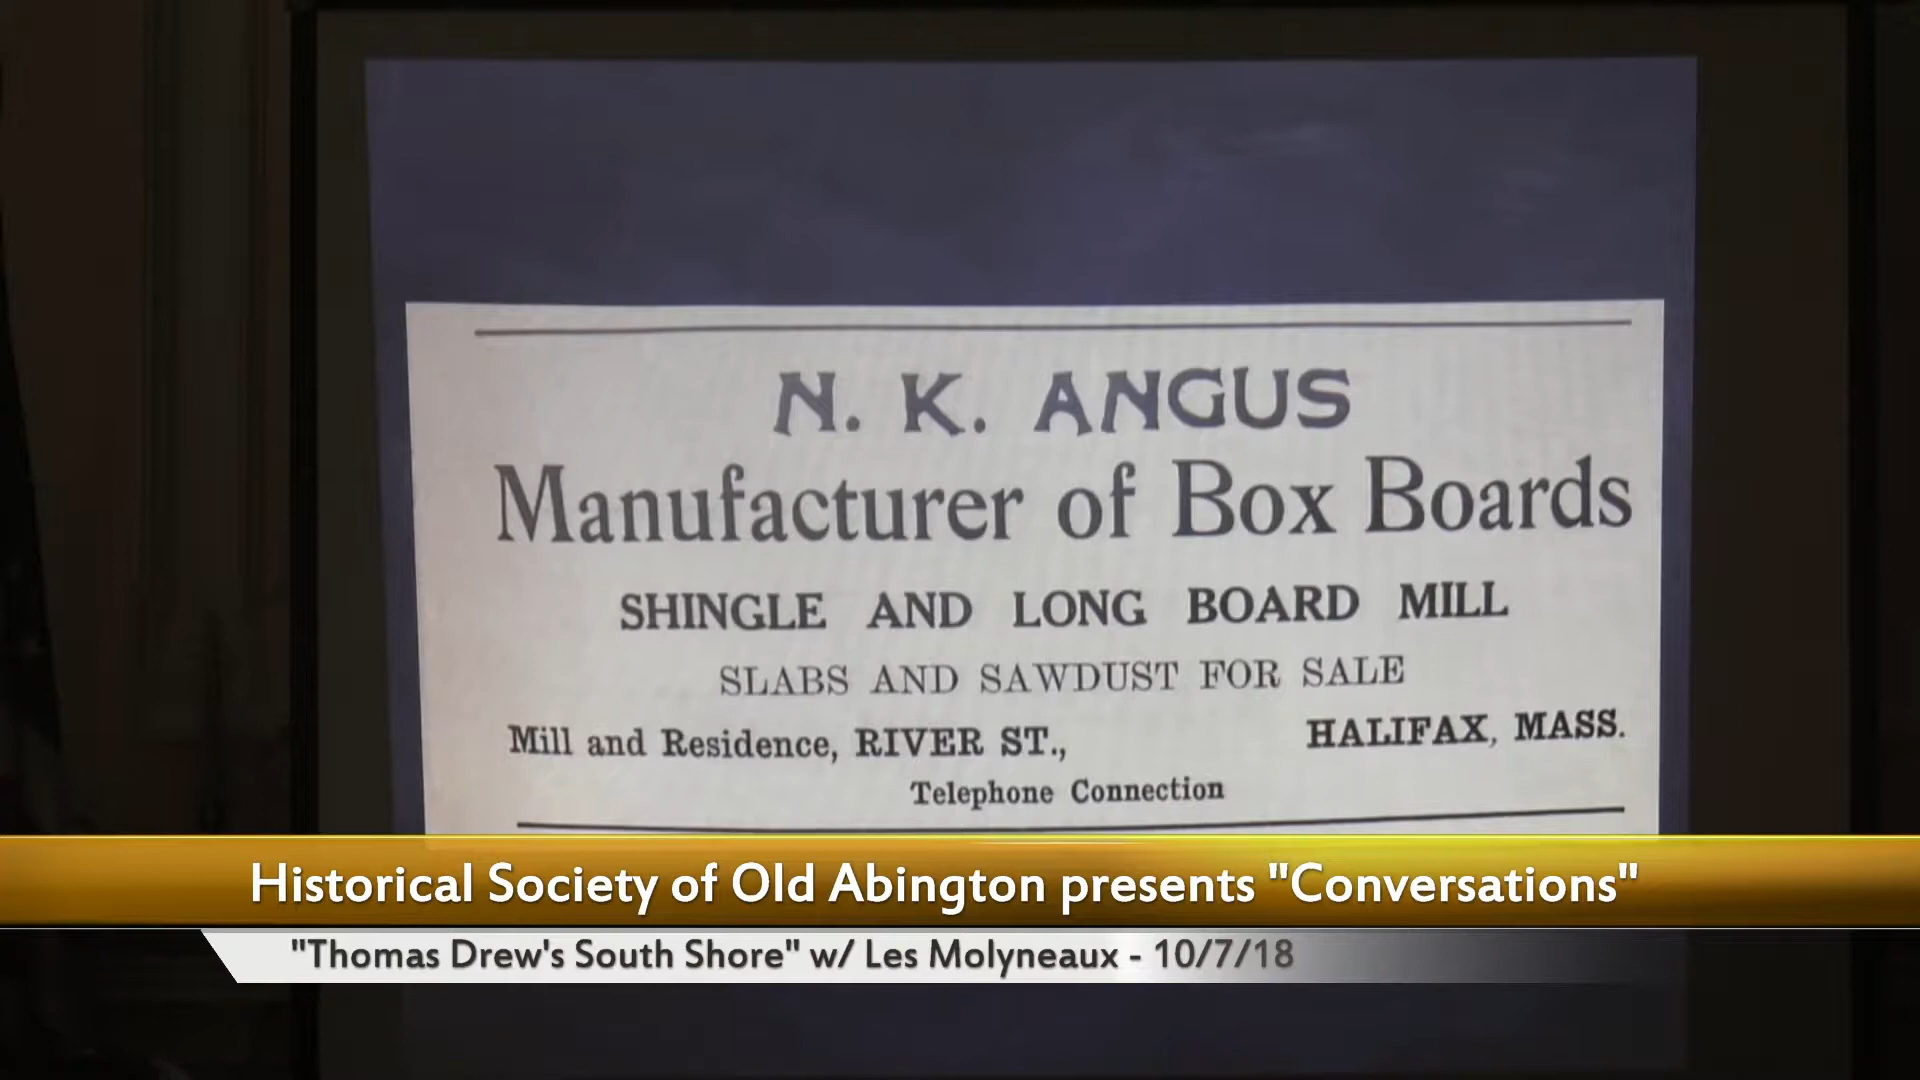 N. K. ANGUS
Manufacturer of Box Boards
SHINGLE AND LONG BOARD MILL
SLABS AND SAWDUST FOR SALE
Mill and Residence, RIVER ST., HALIFAX, MASS.
Telephone Connection
Historical Society of Old Abington presents "Conversations"
"Thomas Drew's South Shore" w/ Les Molyneaux - 10/7/18